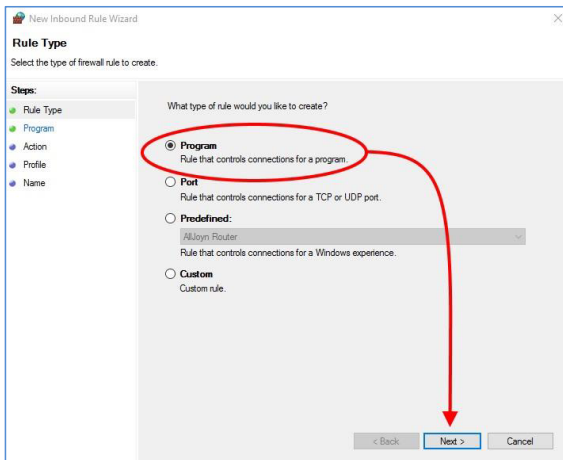 New Inbound Rule Wizard
Rule Type
Select the type of firewall rule to create.
Steps:
Rule Type
Program
Action
Profile
Name
What type of rule would you like to create?
Program
Rule that controls connections for a program.
Port
Rule that controls connections for a TCP or UDP port.
Predefined:
AllJoyn Router
Rule that controls connections for a Windows experience.
Custom
Custom rule.
< Back Next > Cancel